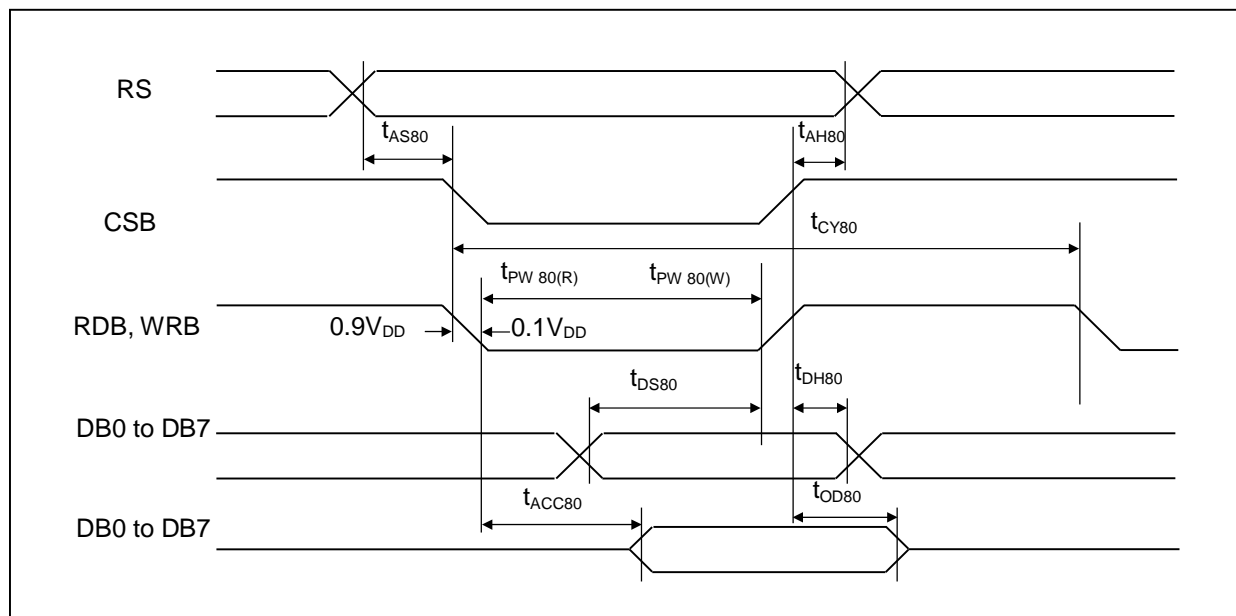 RS
tAS80
tAH80
CSB
tCY80
tPW 80(R)
tPW 80(W)
RDB, WRB
0.9VDD
0.1VDD
tDS80
tDH80
DB0 to DB7
tACC80
tOD80
DB0 to DB7